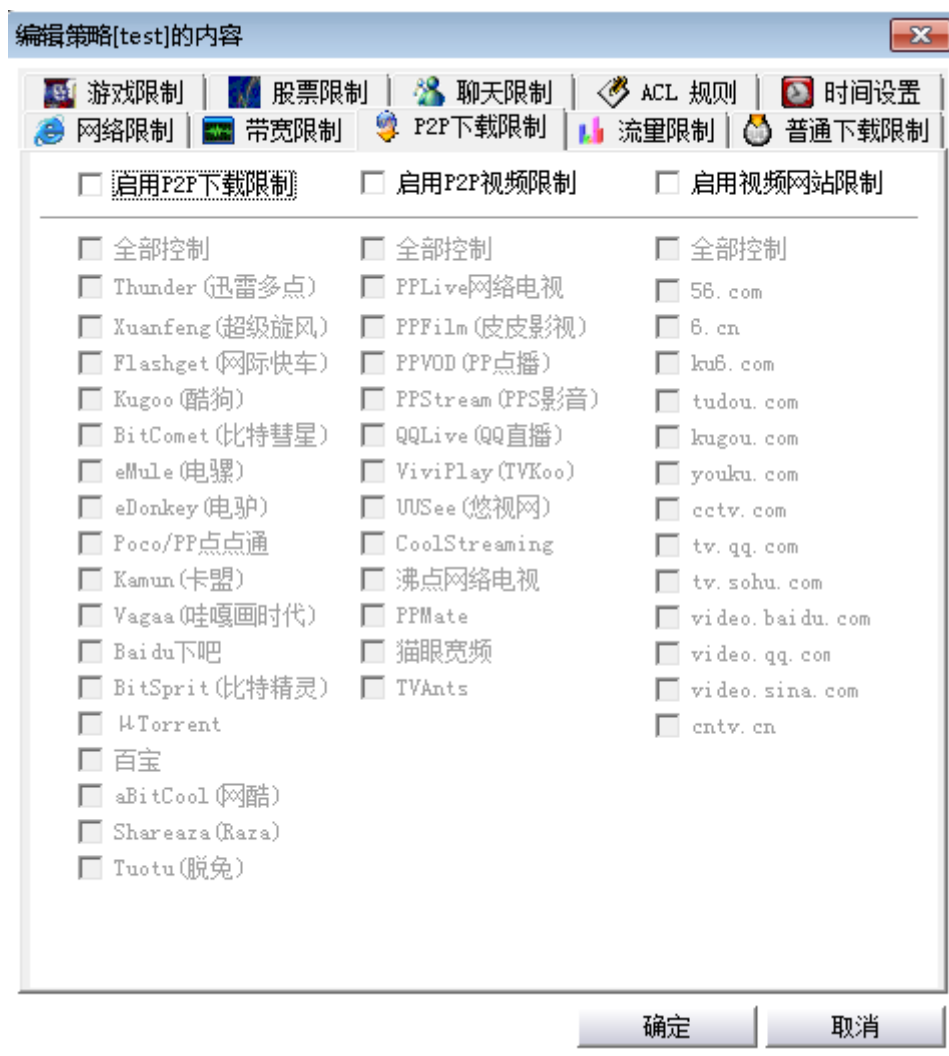 编辑策略[test]的内容
游戏限制 股票限制 聊天限制 ACL 规则 时间设置
网络限制 带宽限制 P2P下载限制 流量限制 普通下载限制
启用P2P下载限制 启用P2P视频限制 启用视频网站限制
全部控制 全部控制 全部控制
Thunder(迅雷多点) PPLive网络电视 56.com
Xuanfeng(超级旋风) PPFilm(皮皮影视) 6.cn
Flashget(网际快车) PPVOD(PP点播) ku6.com
Kugoo(酷狗) PPStream(PPS影音) tudou.com
BitComet(比特彗星) QQLive(QQ直播) kugou.com
eMule(电骡) ViviPlay(TVKoo) youku.com
eDonkey(电驴) UUSee(悠视网) cctv.com
Poco/PP点点通 CoolStreaming tv.qq.com
Kamun(卡盟) 沸点网络电视 tv.sohu.com
Vagaa(哇嘎画时代) PPMate video.baidu.com
Baidu下吧 猫眼宽频 video.qq.com
BitSprit(比特精灵) TVAnts video.sina.com
μTorrent cntv.cn
百宝
aBitCool(网酷)
Shareaza(Raza)
Tuotu(脱兔)
确定 取消